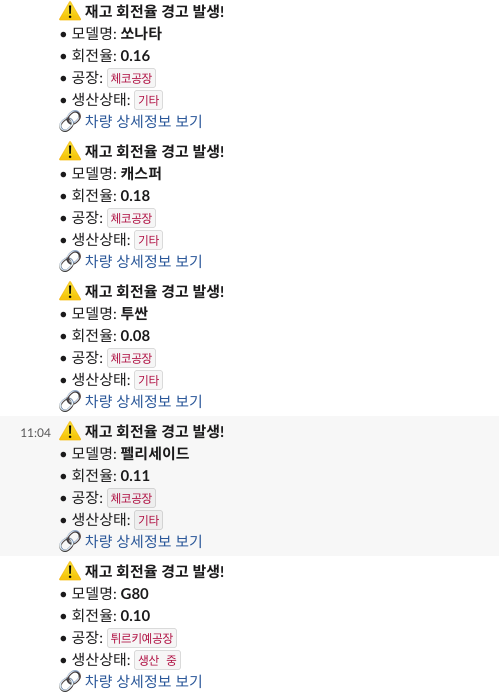 ⚠️ 재고 회전율 경고 발생!
• 모델명: 쏘나타
• 회전율: 0.16
• 공장: 체코공장
• 생산상태: 기타
🔗 차량 상세정보 보기
⚠️ 재고 회전율 경고 발생!
• 모델명: 캐스퍼
• 회전율: 0.18
• 공장: 체코공장
• 생산상태: 기타
🔗 차량 상세정보 보기
⚠️ 재고 회전율 경고 발생!
• 모델명: 투싼
• 회전율: 0.08
• 공장: 체코공장
• 생산상태: 기타
🔗 차량 상세정보 보기
11:04 ⚠️ 재고 회전율 경고 발생!
• 모델명: 펠리세이드
• 회전율: 0.11
• 공장: 체코공장
• 생산상태: 기타
🔗 차량 상세정보 보기
⚠️ 재고 회전율 경고 발생!
• 모델명: G80
• 회전율: 0.10
• 공장: 튀르키예공장
• 생산상태: 생산 중
🔗 차량 상세정보 보기